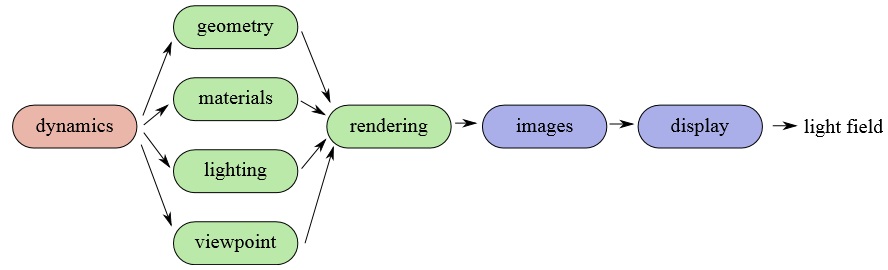 dynamics
geometry
materials
lighting
viewpoint
rendering
images
display
light field